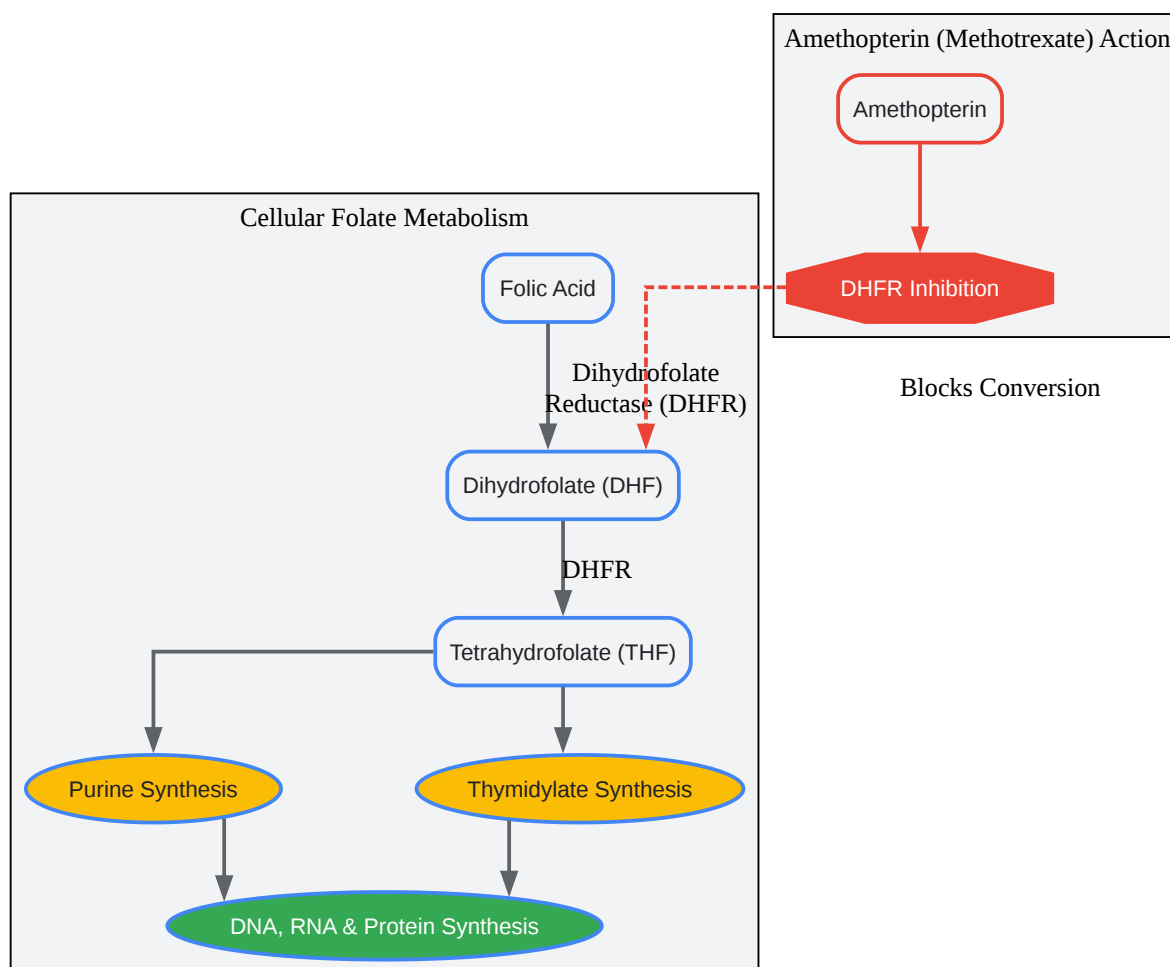 Amethopterin (Methotrexate) Action
Amethopterin
DHFR Inhibition
Blocks Conversion
Cellular Folate Metabolism
Folic Acid
Dihydrofolate
Reductase (DHFR)
Dihydrofolate (DHF)
DHFR
Tetrahydrofolate (THF)
Purine Synthesis
Thymidylate Synthesis
DNA, RNA & Protein Synthesis